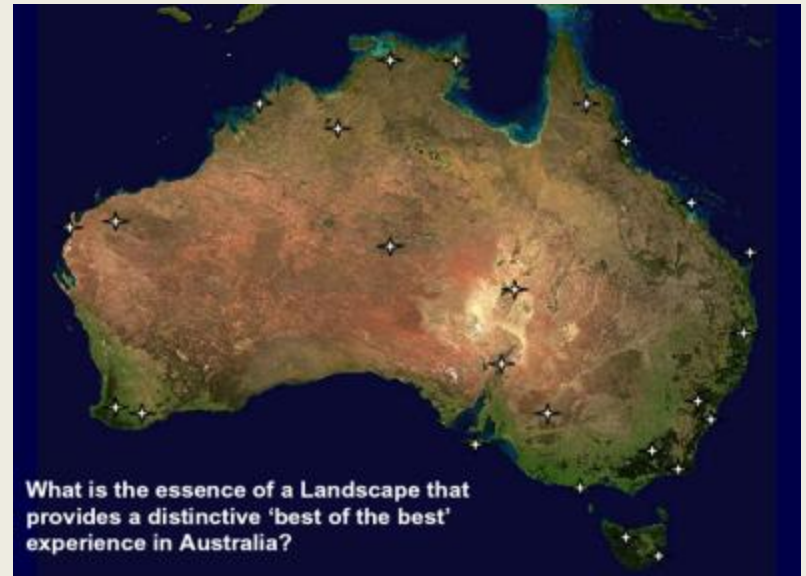 What is the essence of a Landscape that
provides a distinctive ‘best of the best’
experience in Australia?